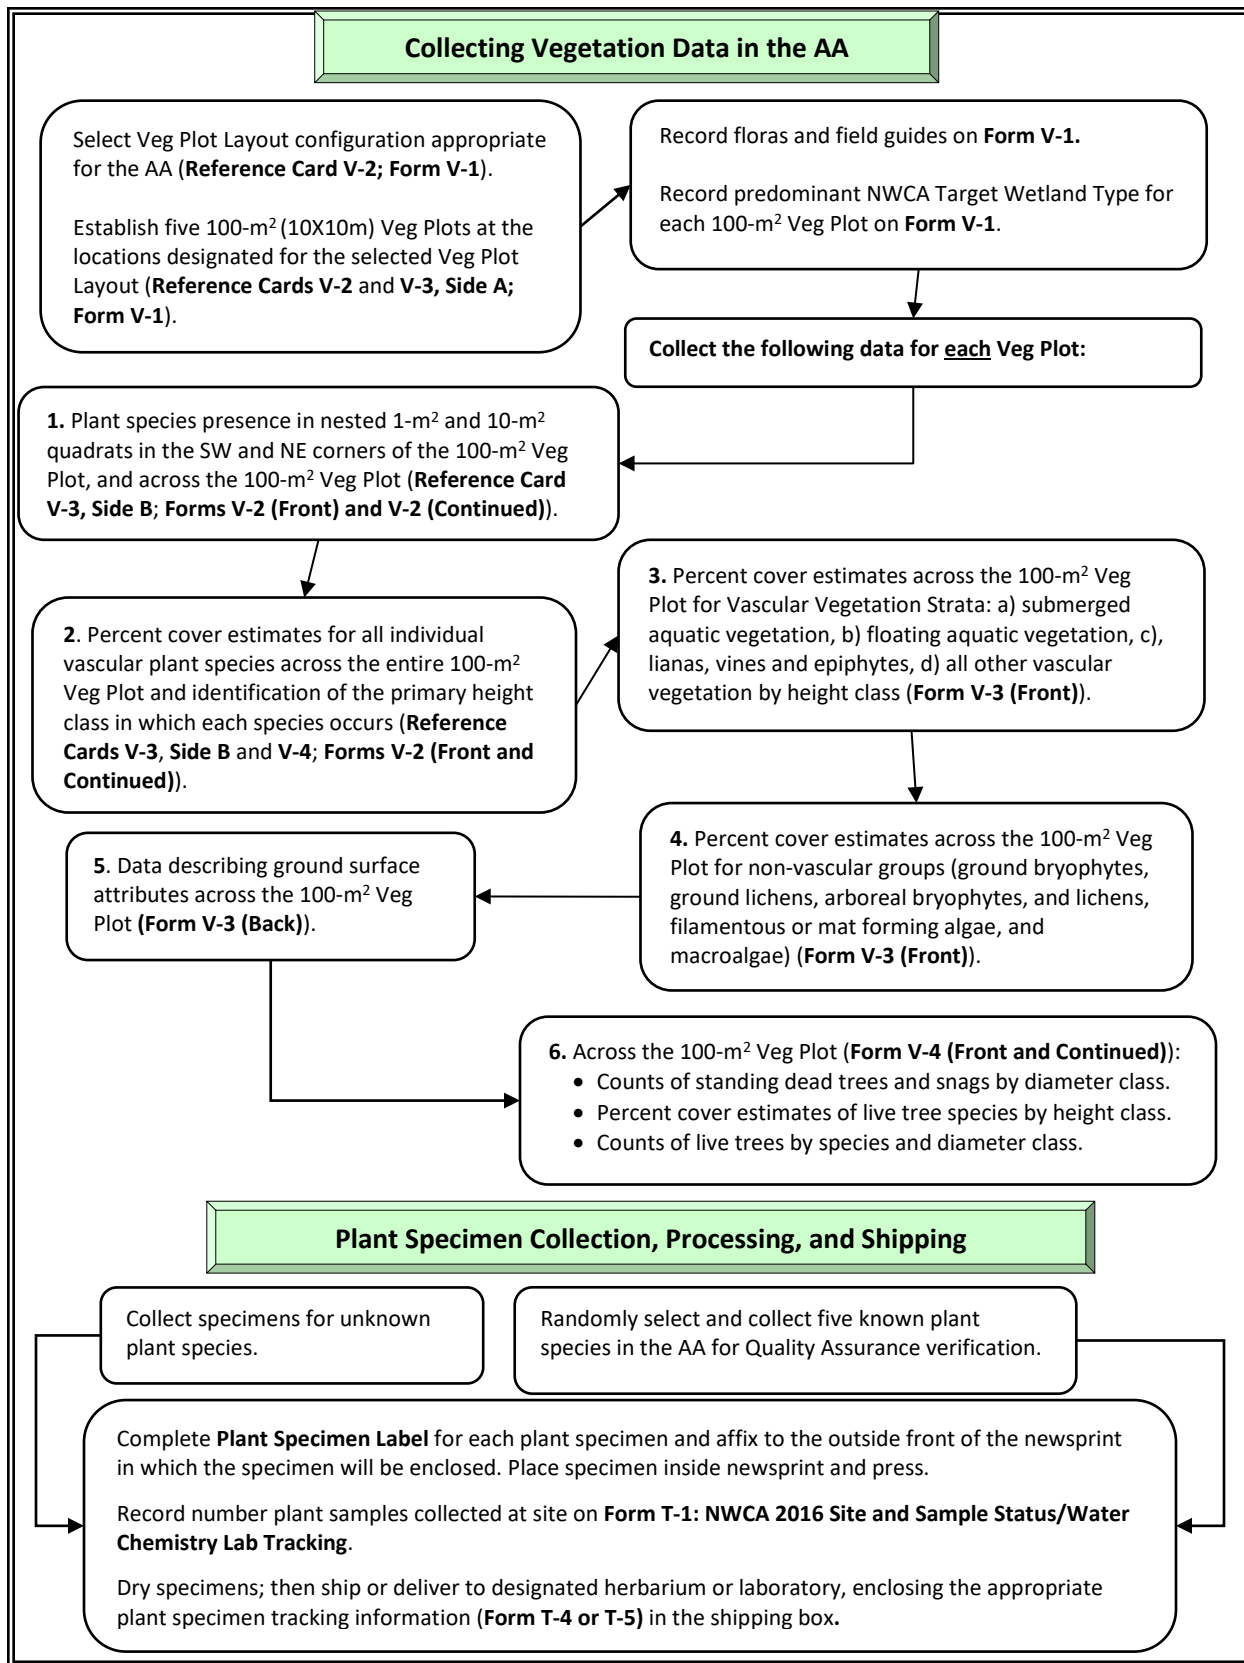 Collecting Vegetation Data in the AA
Select Veg Plot Layout configuration appropriate
for the AA (Reference Card V-2; Form V-1).
Establish five 100-m² (10X10m) Veg Plots at the
locations designated for the selected Veg Plot
Layout (Reference Cards V-2 and V-3, Side A;
Form V-1).
Record floras and field guides on Form V-1.
Record predominant NWCA Target Wetland Type for
each 100-m² Veg Plot on Form V-1.
Collect the following data for each Veg Plot:
1. Plant species presence in nested 1-m² and 10-m²
quadrats in the SW and NE corners of the 100-m² Veg
Plot, and across the 100-m² Veg Plot (Reference Card
V-3, Side B; Forms V-2 (Front) and V-2 (Continued)).
2. Percent cover estimates for all individual
vascular plant species across the entire 100-m²
Veg Plot and identification of the primary height
class in which each species occurs (Reference
Cards V-3, Side B and V-4; Forms V-2 (Front and
Continued)).
3. Percent cover estimates across the 100-m² Veg
Plot for Vascular Vegetation Strata: a) submerged
aquatic vegetation, b) floating aquatic vegetation, c),
lianas, vines and epiphytes, d) all other vascular
vegetation by height class (Form V-3 (Front)).
4. Percent cover estimates across the 100-m² Veg
Plot for non-vascular groups (ground bryophytes,
ground lichens, arboreal bryophytes, and lichens,
filamentous or mat forming algae, and
macroalgae) (Form V-3 (Front)).
5. Data describing ground surface
attributes across the 100-m² Veg
Plot (Form V-3 (Back)).
6. Across the 100-m² Veg Plot (Form V-4 (Front and Continued)):
• Counts of standing dead trees and snags by diameter class.
• Percent cover estimates of live tree species by height class.
• Counts of live trees by species and diameter class.
Plant Specimen Collection, Processing, and Shipping
Collect specimens for unknown
plant species.
Randomly select and collect five known plant
species in the AA for Quality Assurance verification.
Complete Plant Specimen Label for each plant specimen and affix to the outside front of the newsprint
in which the specimen will be enclosed. Place specimen inside newsprint and press.
Record number plant samples collected at site on Form T-1: NWCA 2016 Site and Sample Status/Water
Chemistry Lab Tracking.
Dry specimens; then ship or deliver to designated herbarium or laboratory, enclosing the appropriate
plant specimen tracking information (Form T-4 or T-5) in the shipping box.